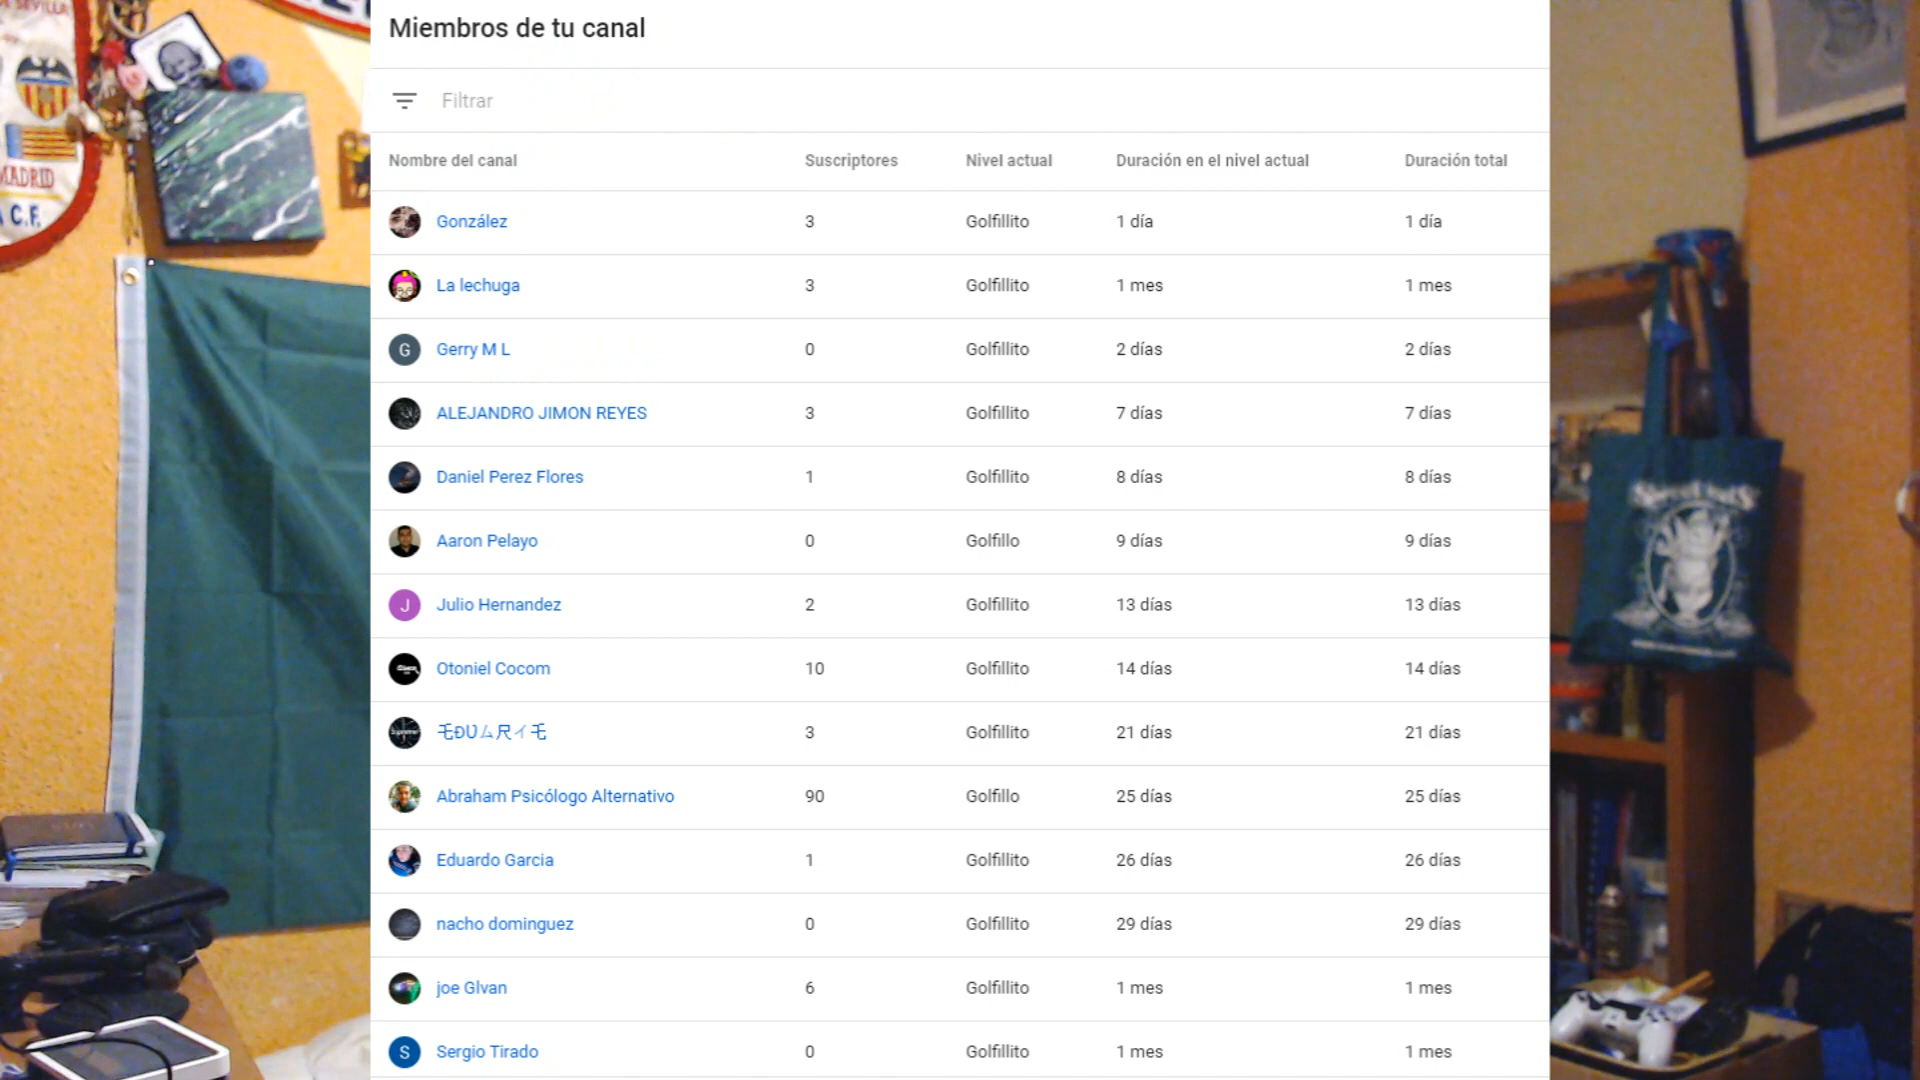 Miembros de tu canal
Filtrar
Nombre del canal Suscriptores Nivel actual Duración en el nivel actual Duración total
González 3 Golfillito 1 día 1 día
La lechuga 3 Golfillito 1 mes 1 mes
G Gerry M L 0 Golfillito 2 días 2 días
ALEJANDRO JIMON REYES 3 Golfillito 7 días 7 días
Daniel Perez Flores 1 Golfillito 8 días 8 días
Aaron Pelayo 0 Golfillo 9 días 9 días
J Julio Hernandez 2 Golfillito 13 días 13 días
Otoniel Cocom 10 Golfillito 14 días 14 días
乇ĐUム尺イ乇 3 Golfillito 21 días 21 días
Abraham Psicólogo Alternativo 90 Golfillo 25 días 25 días
Eduardo Garcia 1 Golfillito 26 días 26 días
nacho dominguez 0 Golfillito 29 días 29 días
joe Glvan 6 Golfillito 1 mes 1 mes
S Sergio Tirado 0 Golfillito 1 mes 1 mes
DE SEVILLA
MADRID
C.F.